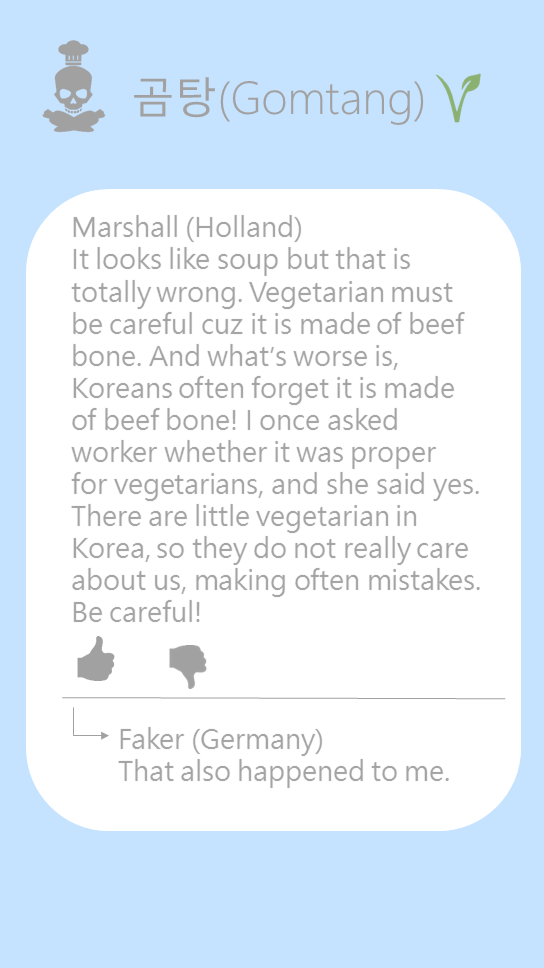 곰탕(Gomtang)
Marshall (Holland)
It looks like soup but that is
totally wrong. Vegetarian must
be careful cuz it is made of beef
bone. And what’s worse is,
Koreans often forget it is made
of beef bone! I once asked
worker whether it was proper
for vegetarians, and she said yes.
There are little vegetarian in
Korea, so they do not really care
about us, making often mistakes.
Be careful!
Faker (Germany)
That also happened to me.